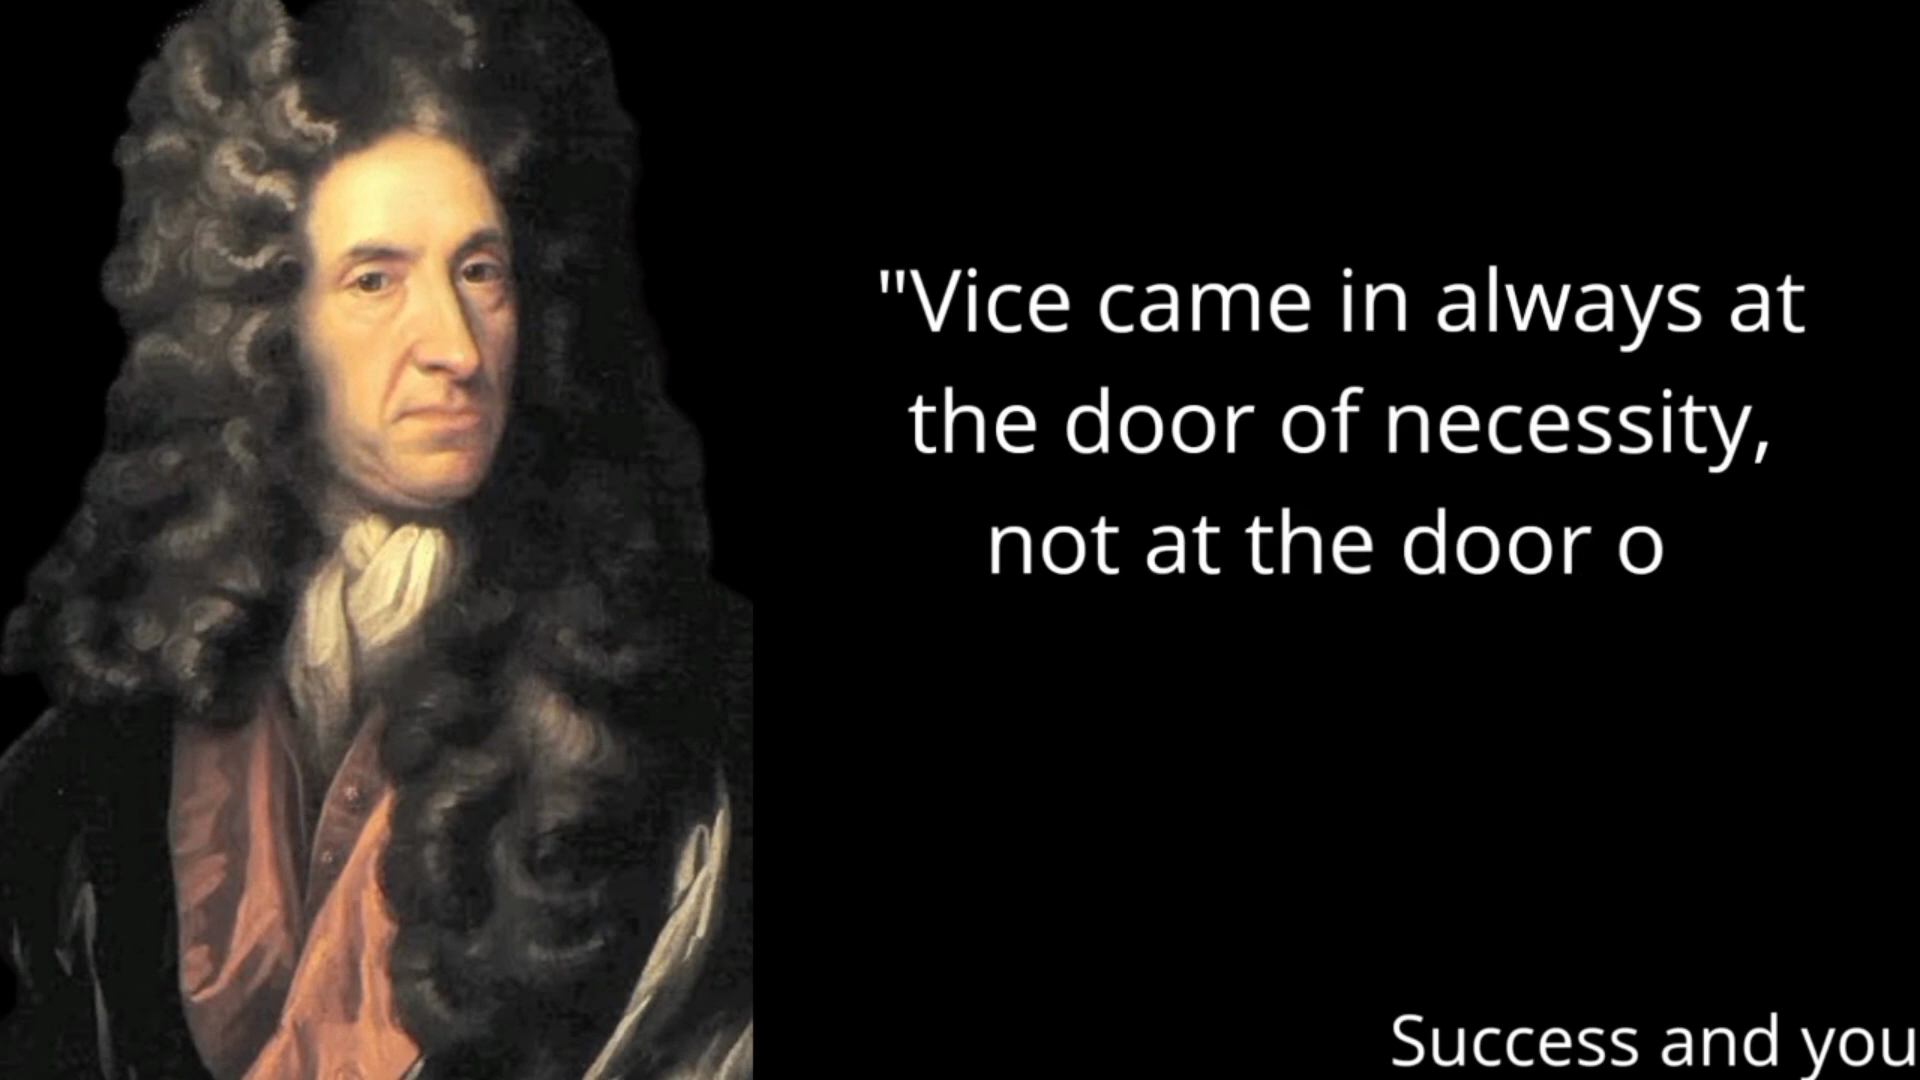 "Vice came in always at
the door of necessity,
not at the door o
Success and you